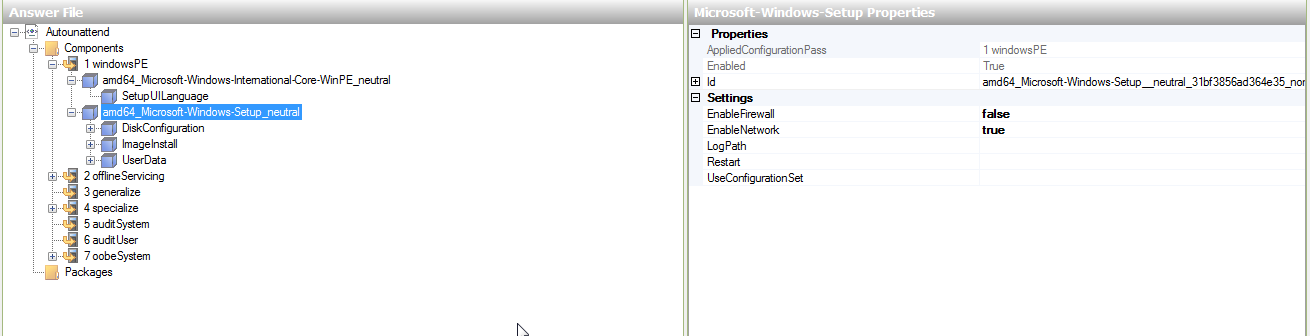 Answer File
Autounattend
Components
1 windowsPE
amd64_Microsoft-Windows-International-Core-WinPE_neutral
SetupUILanguage
amd64_Microsoft-Windows-Setup_neutral
DiskConfiguration
ImageInstall
UserData
2 offlineServicing
3 generalize
4 specialize
5 auditSystem
6 auditUser
7 oobeSystem
Packages
Microsoft-Windows-Setup Properties
Properties
AppliedConfigurationPass 1 windowsPE
Enabled True
Id amd64_Microsoft-Windows-Setup__neutral_31bf3856ad364e35_nor
Settings
EnableFirewall false
EnableNetwork true
LogPath
Restart
UseConfigurationSet